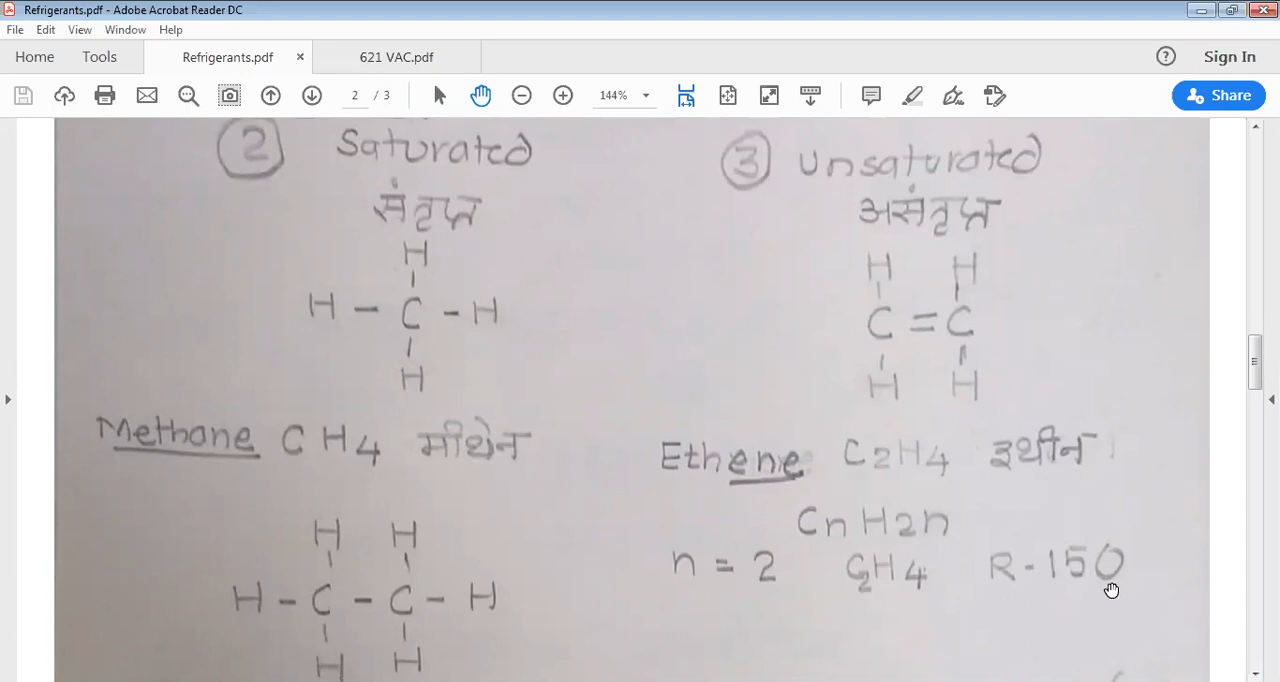 Refrigerants.pdf - Adobe Acrobat Reader DC
File Edit View Window Help
Home Tools Refrigerants.pdf × 621 VAC.pdf ? Sign In
2 / 3 144% Share
2 Saturated
संतृप्त
H
H - C - H
H
Methane CH4 मीथेन
H H
H - C - C - H
H H
3 Unsaturated
असंतृप्त
H H
C = C
H H
Ethene C2H4 इथीन
CnH2n
n = 2 C2H4 R-150